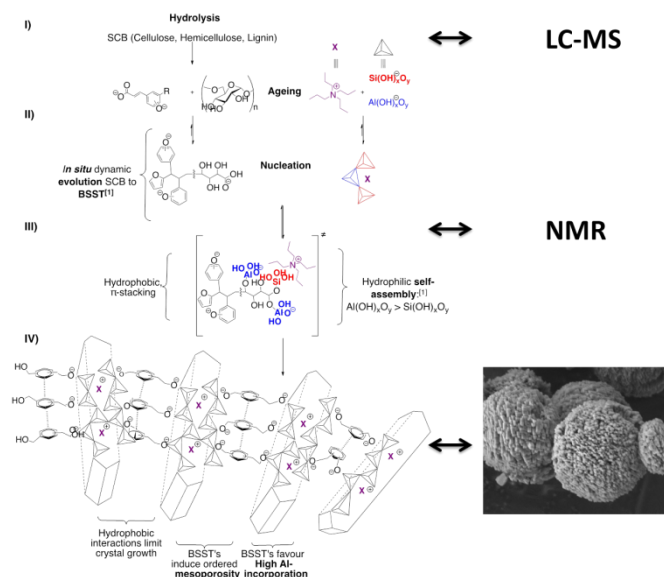 I)
Hydrolysis
SCB (Cellulose, Hemicellulose, Lignin)
X
LC-MS
Si(OH)xOy ⊖
Ageing
+
Al(OH)xOy ⊖
R
n
II)
In situ dynamic
evolution SCB to
BSST[1]
Nucleation
X
III)
NMR
≠
Hydrophobic,
π-stacking
Hydrophilic self-
assembly:[1]
Al(OH)xOy > Si(OH)xOy
IV)
Hydrophobic
interactions limit
crystal growth
BSST's
induce ordered
mesoporosity
BSST's favour
High Al-
incorporation